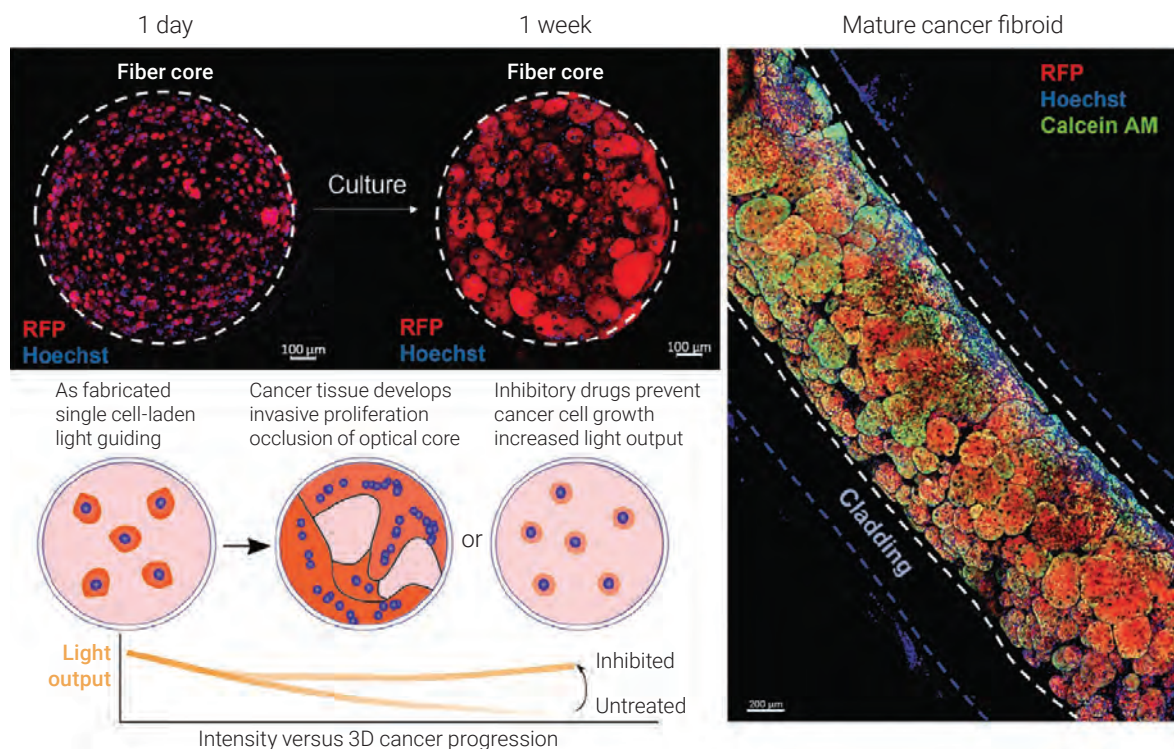 1 day
1 week
Mature cancer fibroid
Fiber core
Fiber core
Culture
RFP
Hoechst
100 μm
RFP
Hoechst
100 μm
RFP
Hoechst
Calcein AM
Cladding
200 μm
As fabricated
single cell-laden
light guiding
Cancer tissue develops
invasive proliferation
occlusion of optical core
Inhibitory drugs prevent
cancer cell growth
increased light output
or
Light
output
Inhibited
Untreated
Intensity versus 3D cancer progression